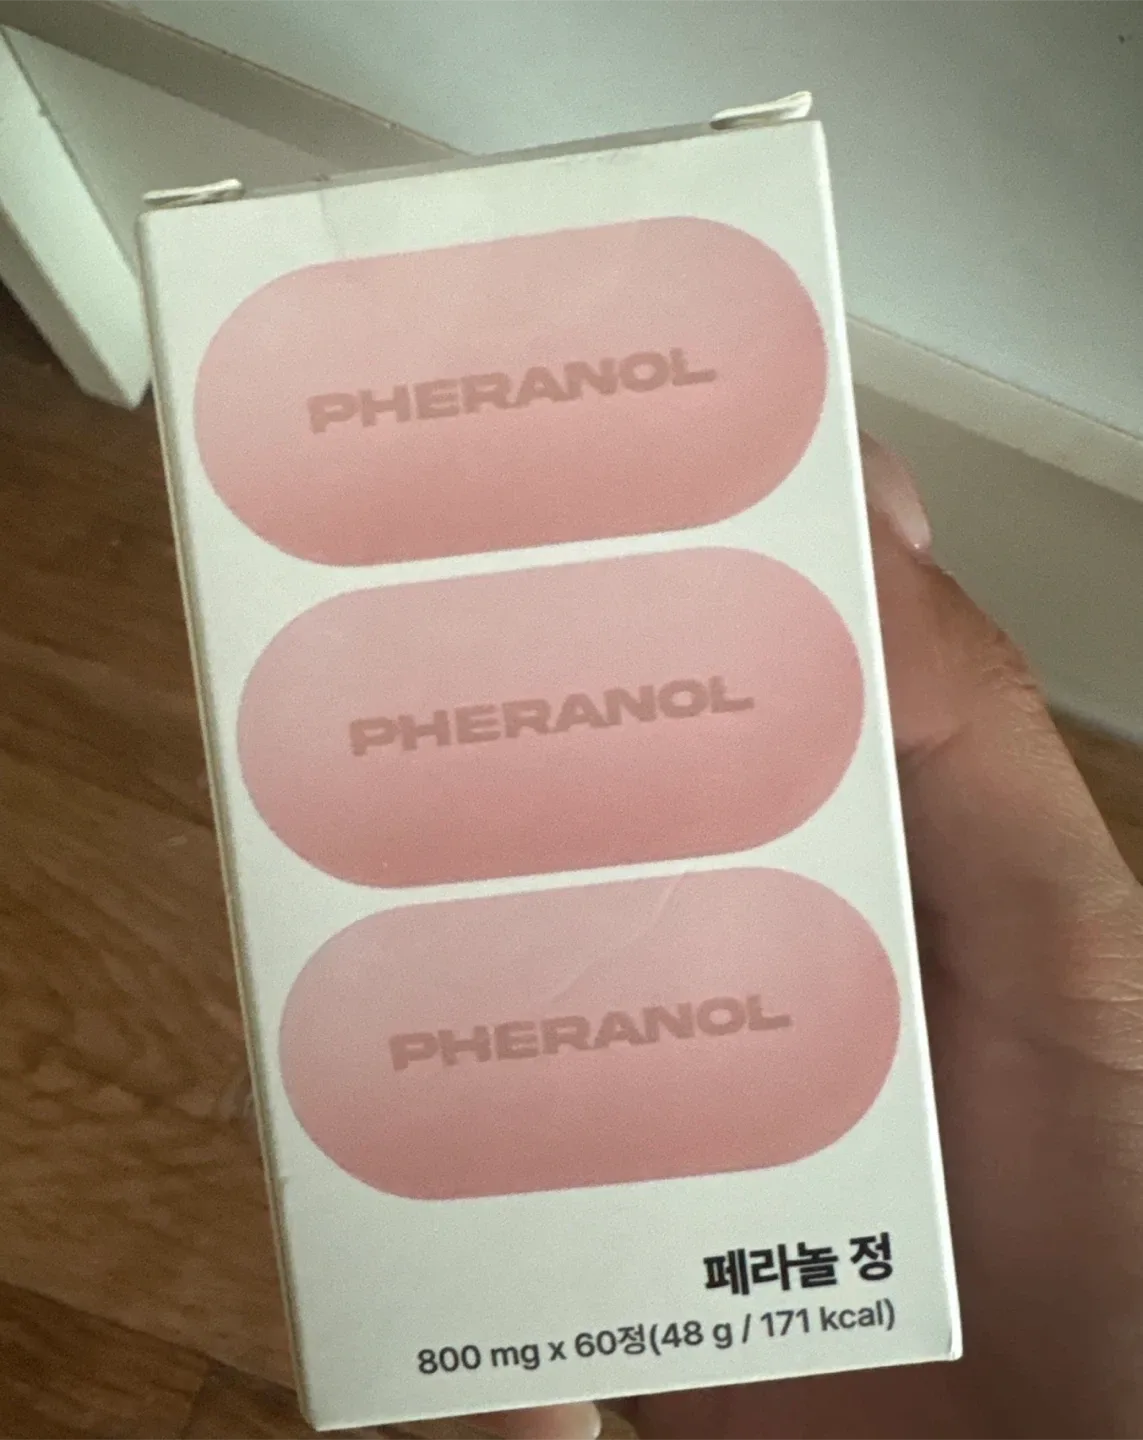 PHERANOL
PHERANOL
PHERANOL
페라놀 정
800 mg x 60정(48 g / 171 kcal)